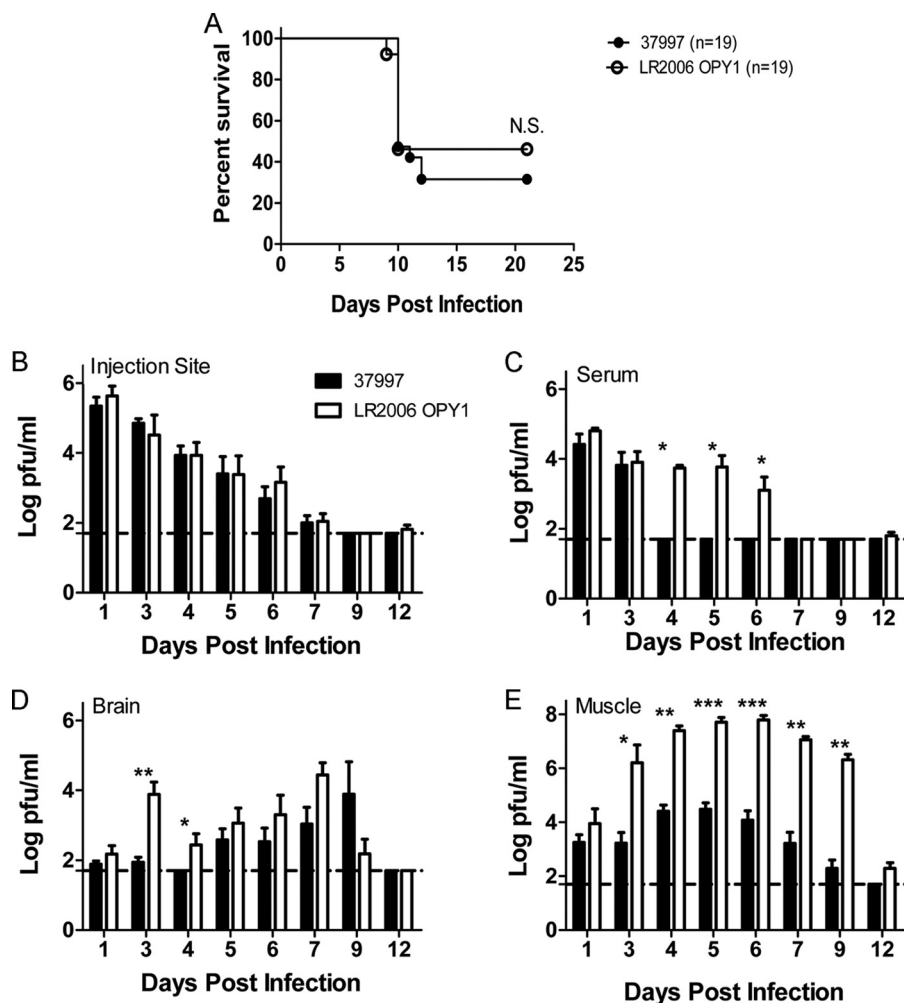 A
Percent survival
100
80
60
40
20
0
0 5 10 15 20 25
Days Post Infection
N.S.
37997 (n=19)
LR2006 OPY1 (n=19)
B
Injection Site
37997
LR2006 OPY1
Log pfu/ml
6
4
2
0
1 3 4 5 6 7 9 12
Days Post Infection
C
Serum
Log pfu/ml
6
4
2
0
* * *
1 3 4 5 6 7 9 12
Days Post Infection
D
Brain
Log pfu/ml
6
4
2
0
** *
1 3 4 5 6 7 9 12
Days Post Infection
E
Muscle
Log pfu/ml
8
6
4
2
0
* ** *** *** ** **
1 3 4 5 6 7 9 12
Days Post Infection